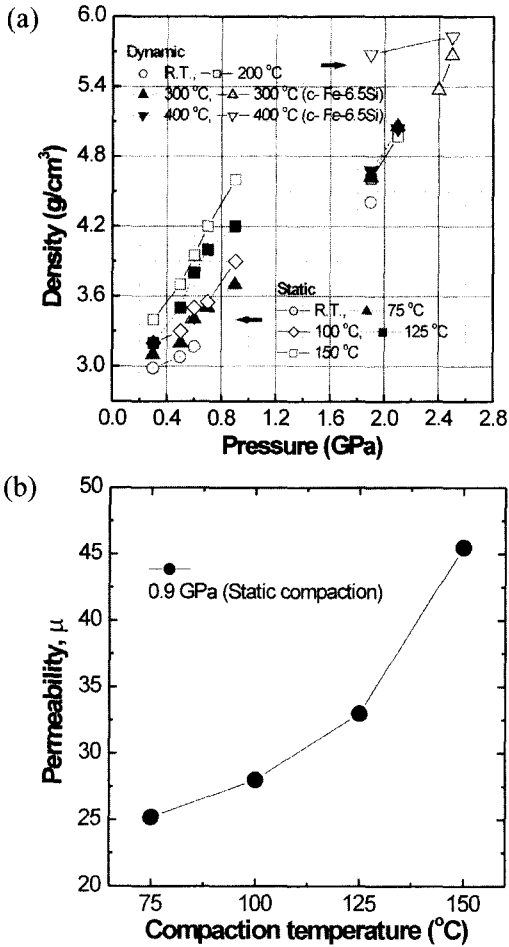 (a)
6.0
5.4
4.8
4.2
3.6
3.0
Density (g/cm³)
Dynamic
R.T., 200 °C
300 °C, 300 °C (c- Fe-6.5Si)
400 °C, 400 °C (c- Fe-6.5Si)
Static
R.T., 75 °C
100 °C, 125 °C
150 °C
0.0 0.4 0.8 1.2 1.6 2.0 2.4 2.8
Pressure (GPa)
(b)
50
45
40
35
30
25
20
Permeability, μ
0.9 GPa (Static compaction)
75 100 125 150
Compaction temperature (°C)